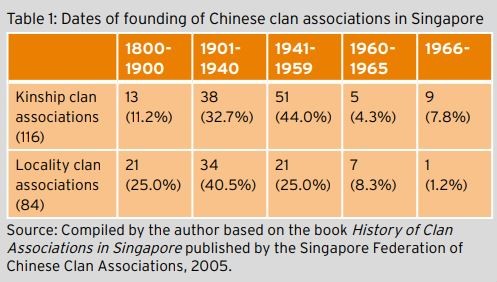 Table 1: Dates of founding of Chinese clan associations in Singapore
1800- 1901- 1941- 1960- 1966-
1900 1940 1959 1965
Kinship clan 13 38 51 5 9
associations (11.2%) (32.7%) (44.0%) (4.3%) (7.8%)
(116)
Locality clan 21 34 21 7 1
associations (25.0%) (40.5%) (25.0%) (8.3%) (1.2%)
(84)
Source: Compiled by the author based on the book History of Clan
Associations in Singapore published by the Singapore Federation of
Chinese Clan Associations, 2005.